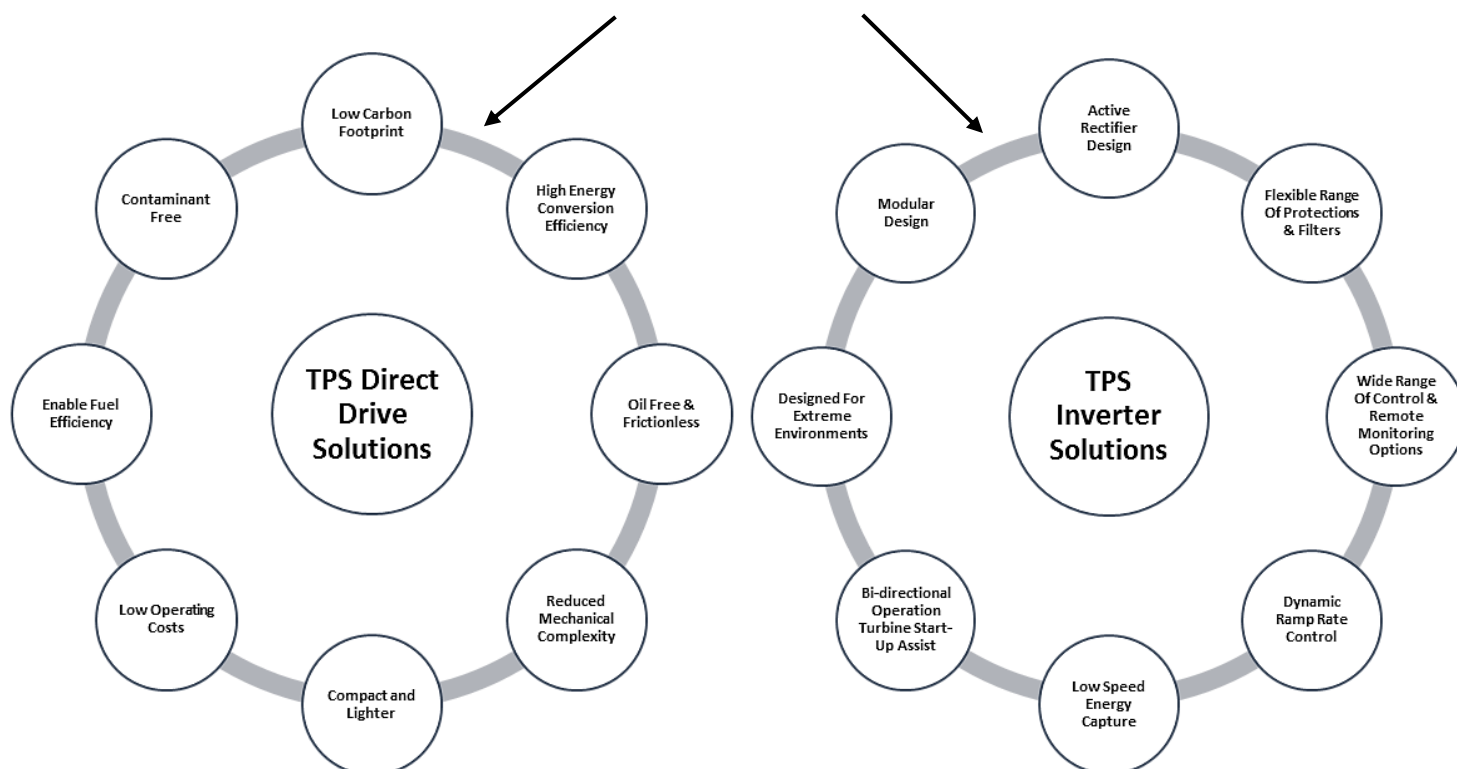 Low Carbon
Footprint
High Energy
Conversion
Efficiency
Oil Free &
Frictionless
Reduced
Mechanical
Complexity
Compact and
Lighter
Low Operating
Costs
Enable Fuel
Efficiency
Contaminant
Free
TPS Direct
Drive
Solutions
Active
Rectifier
Design
Flexible Range
Of Protections
& Filters
Wide Range
Of Control &
Remote
Monitoring
Options
Dynamic
Ramp Rate
Control
Low Speed
Energy
Capture
Bi-directional
Operation
Turbine Start-
Up Assist
Designed For
Extreme
Environments
Modular
Design
TPS
Inverter
Solutions